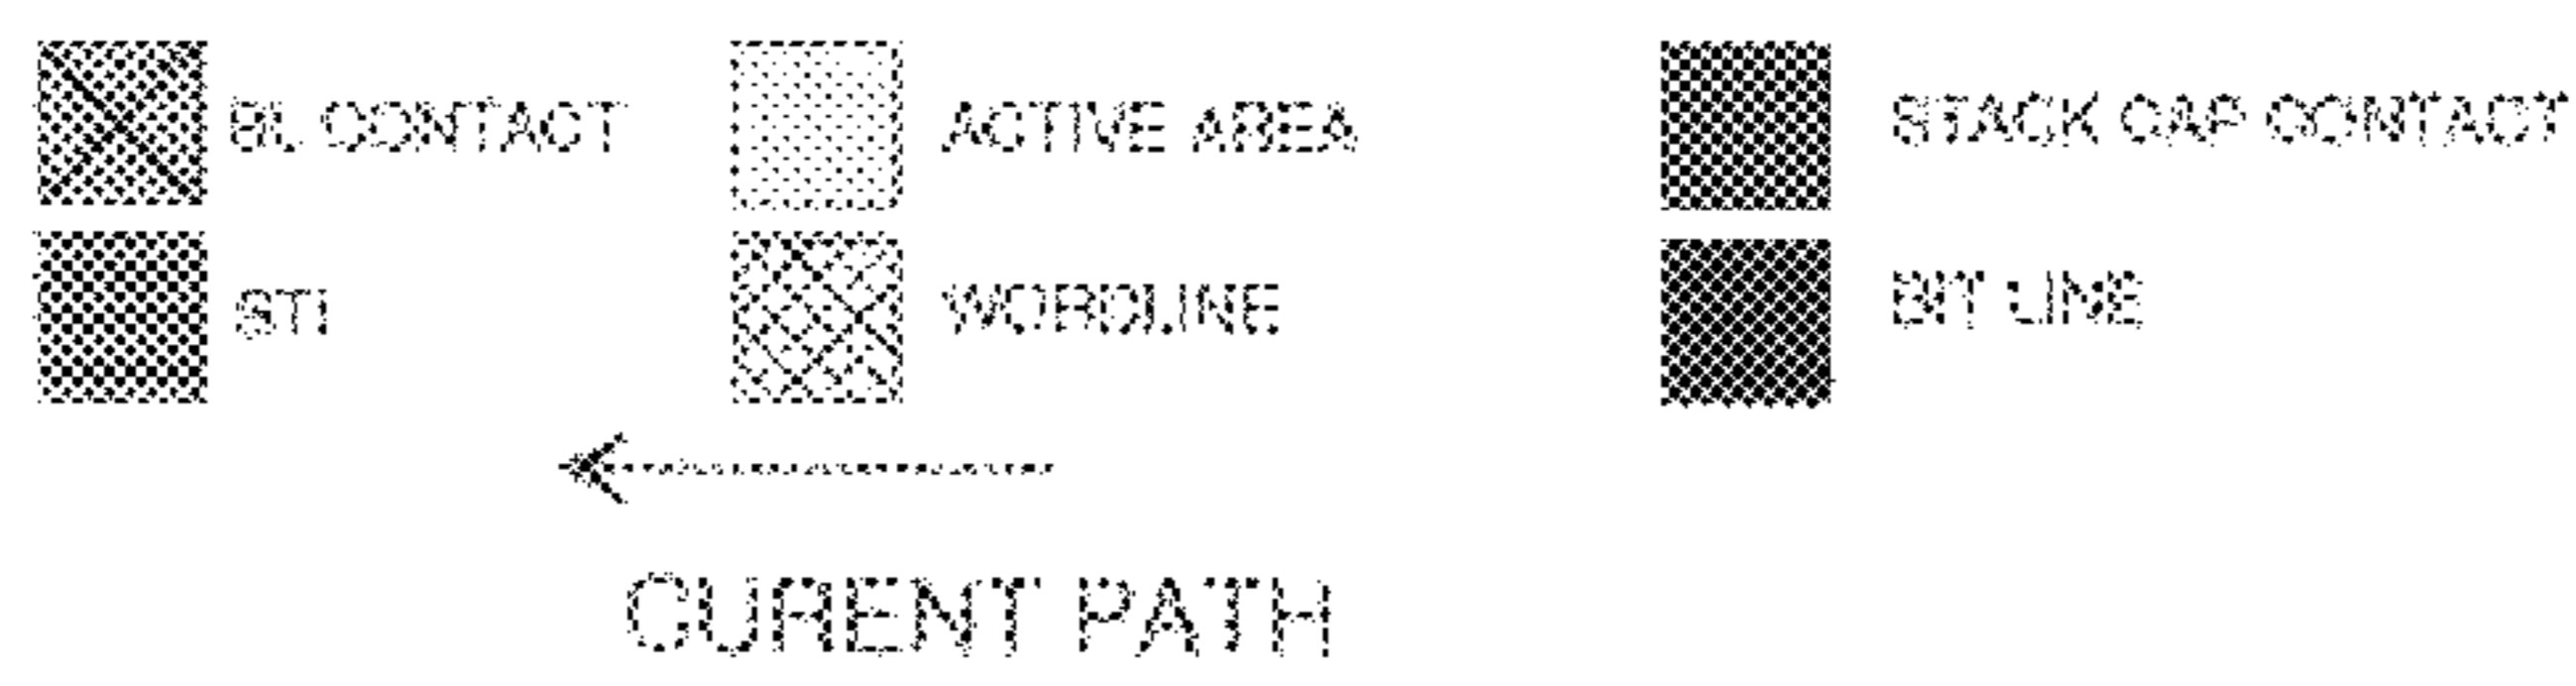 BL CONTACT ACTIVE AREA STACK CAP CONTACT
STI WORDLINE BIT LINE
CURENT PATH